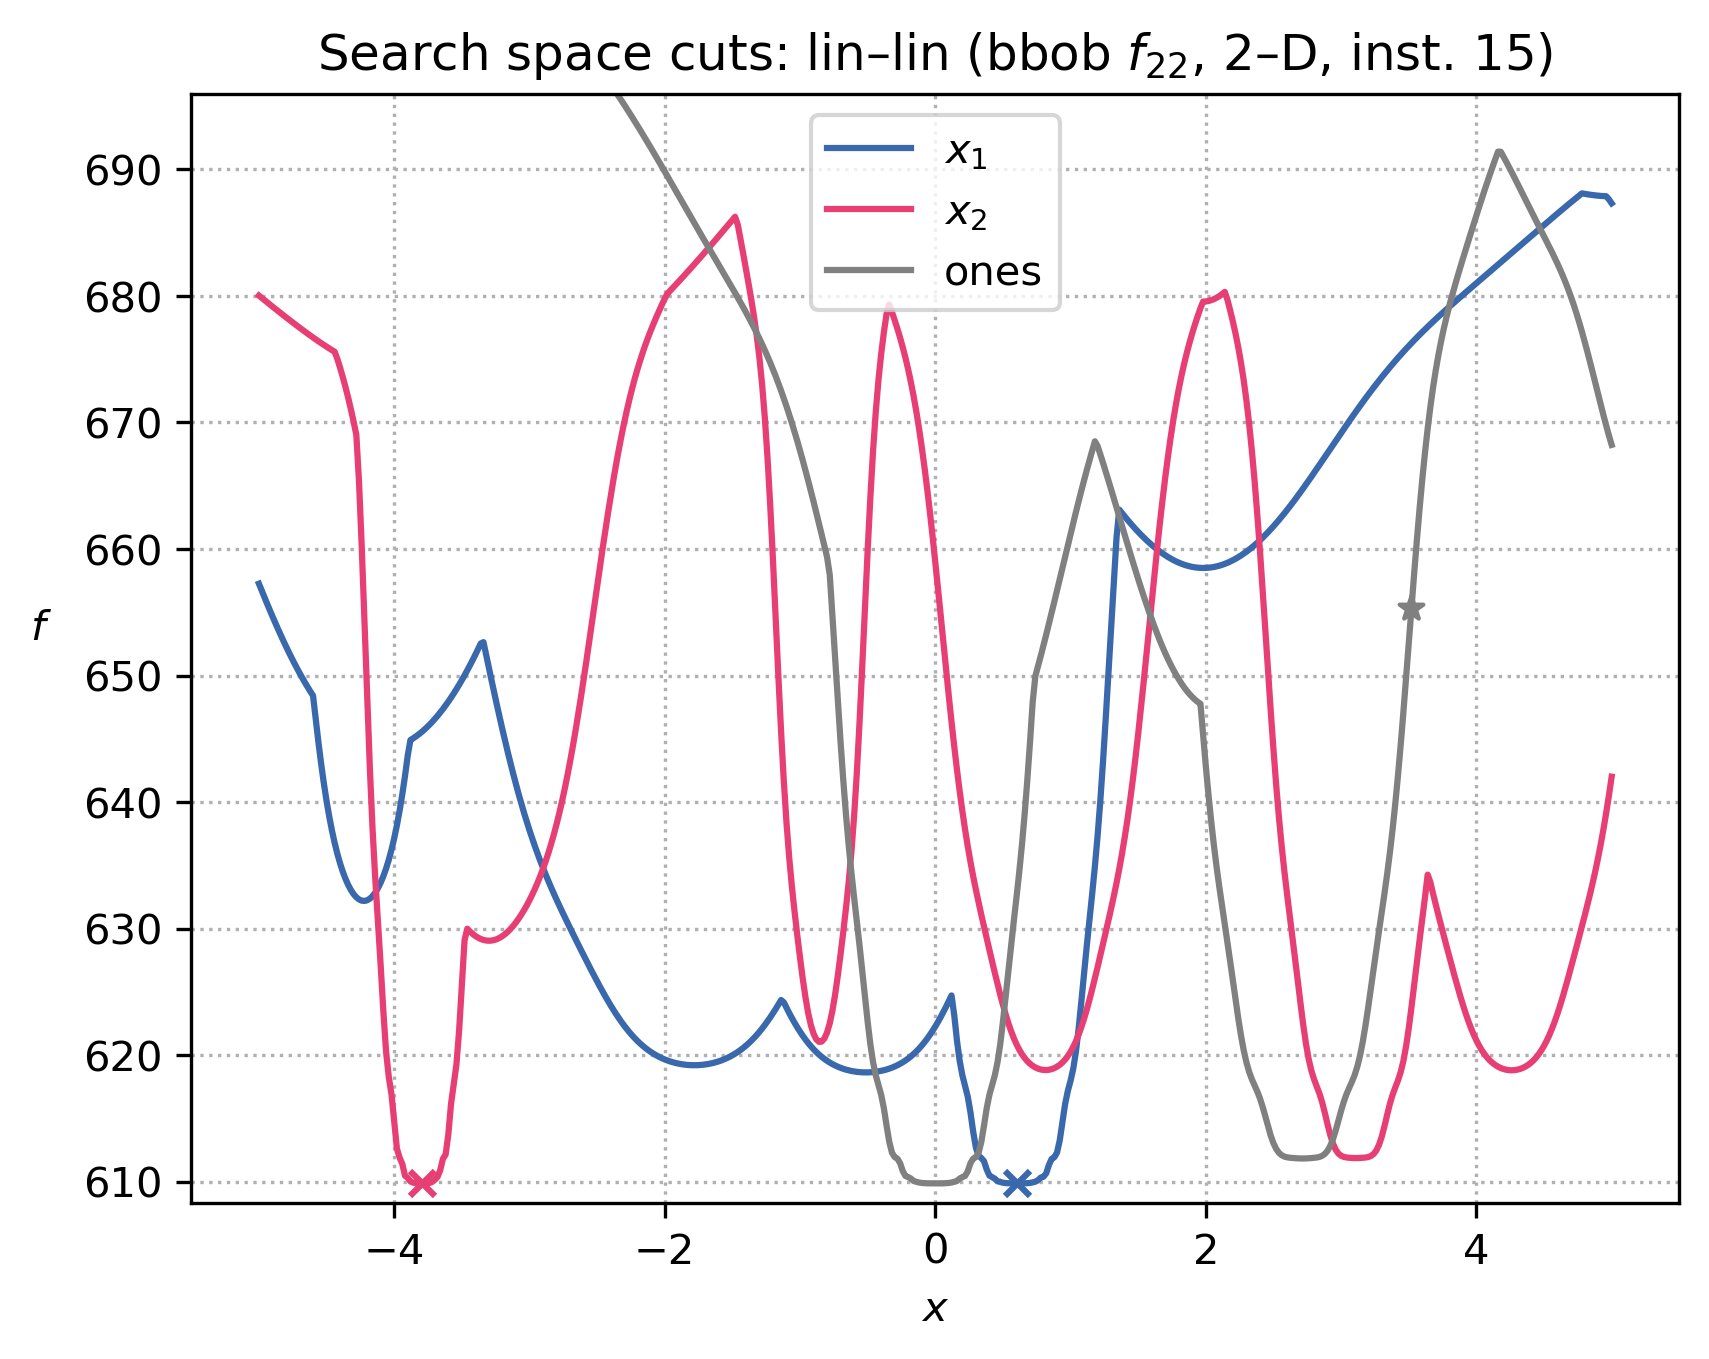 Search space cuts: lin–lin (bbob f₂₂, 2–D, inst. 15)
x₁
x₂
ones
690
680
670
660
650
640
630
620
610
f
−4 −2 0 2 4
x